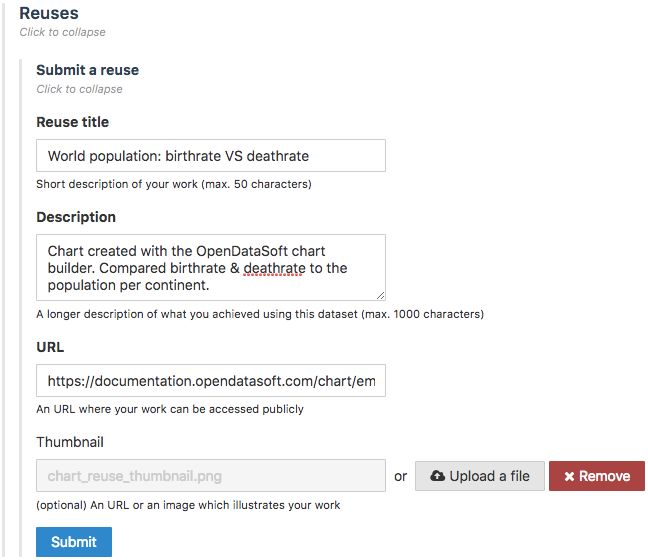 Reuses
Click to collapse
Submit a reuse
Click to collapse
Reuse title
World population: birthrate VS deathrate
Short description of your work (max. 50 characters)
Description
Chart created with the OpenDataSoft chart
builder. Compared birthrate & deathrate to the
population per continent.
A longer description of what you achieved using this dataset (max. 1000 characters)
URL
https://documentation.opendatasoft.com/chart/em
An URL where your work can be accessed publicly
Thumbnail
chart_reuse_thumbnail.png or Upload a file Remove
(optional) An URL or an image which illustrates your work
Submit